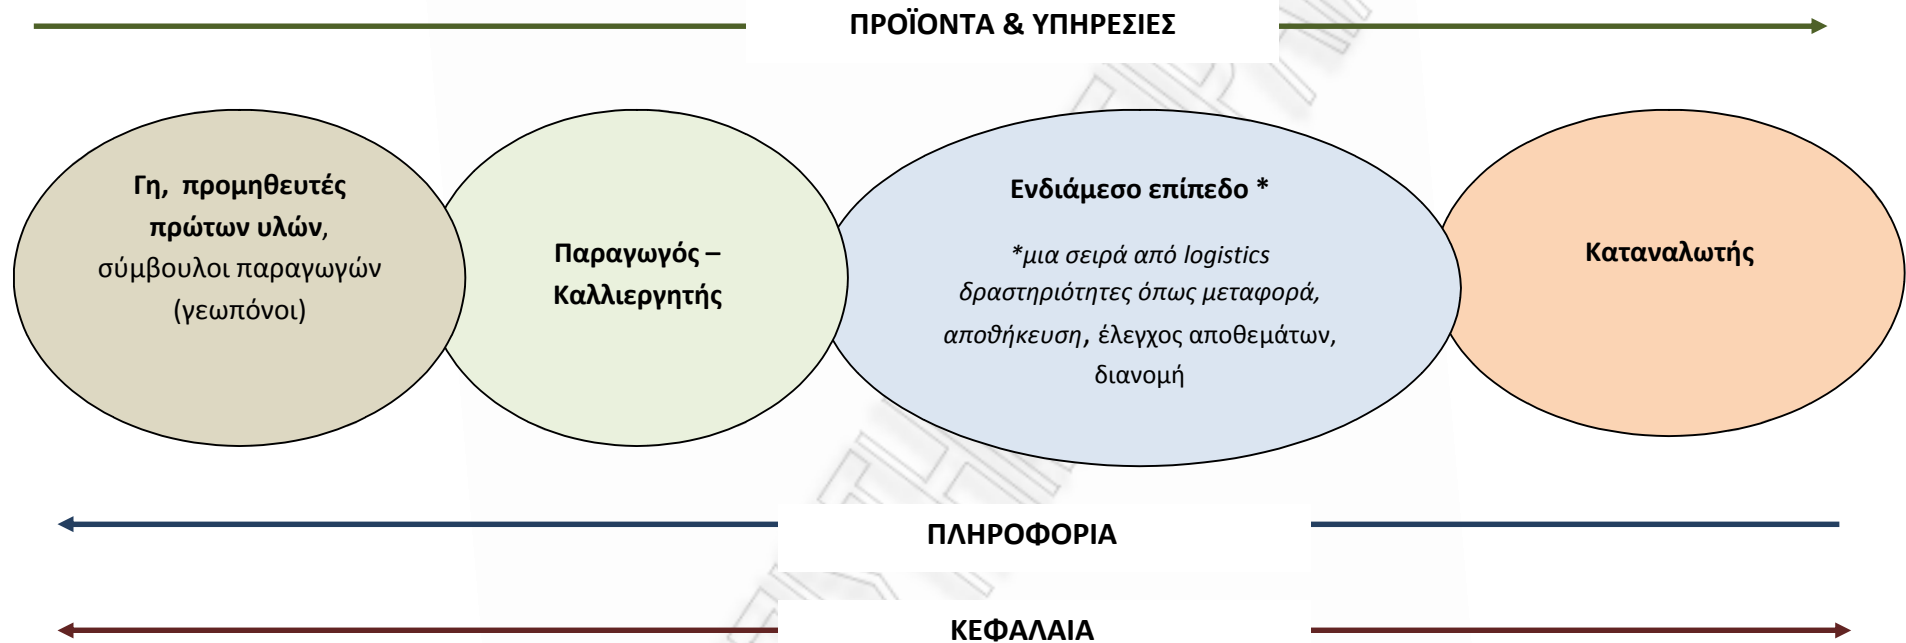 ΠΡΟΪΟΝΤΑ & ΥΠΗΡΕΣΙΕΣ
Γη, προμηθευτές
πρώτων υλών,
σύμβουλοι παραγωγών
(γεωπόνοι)
Παραγωγός –
Καλλιεργητής
Ενδιάμεσο επίπεδο *
*μια σειρά από logistics
δραστηριότητες όπως μεταφορά,
αποθήκευση, έλεγχος αποθεμάτων,
διανομή
Καταναλωτής
ΠΛΗΡΟΦΟΡΙΑ
ΚΕΦΑΛΑΙΑ